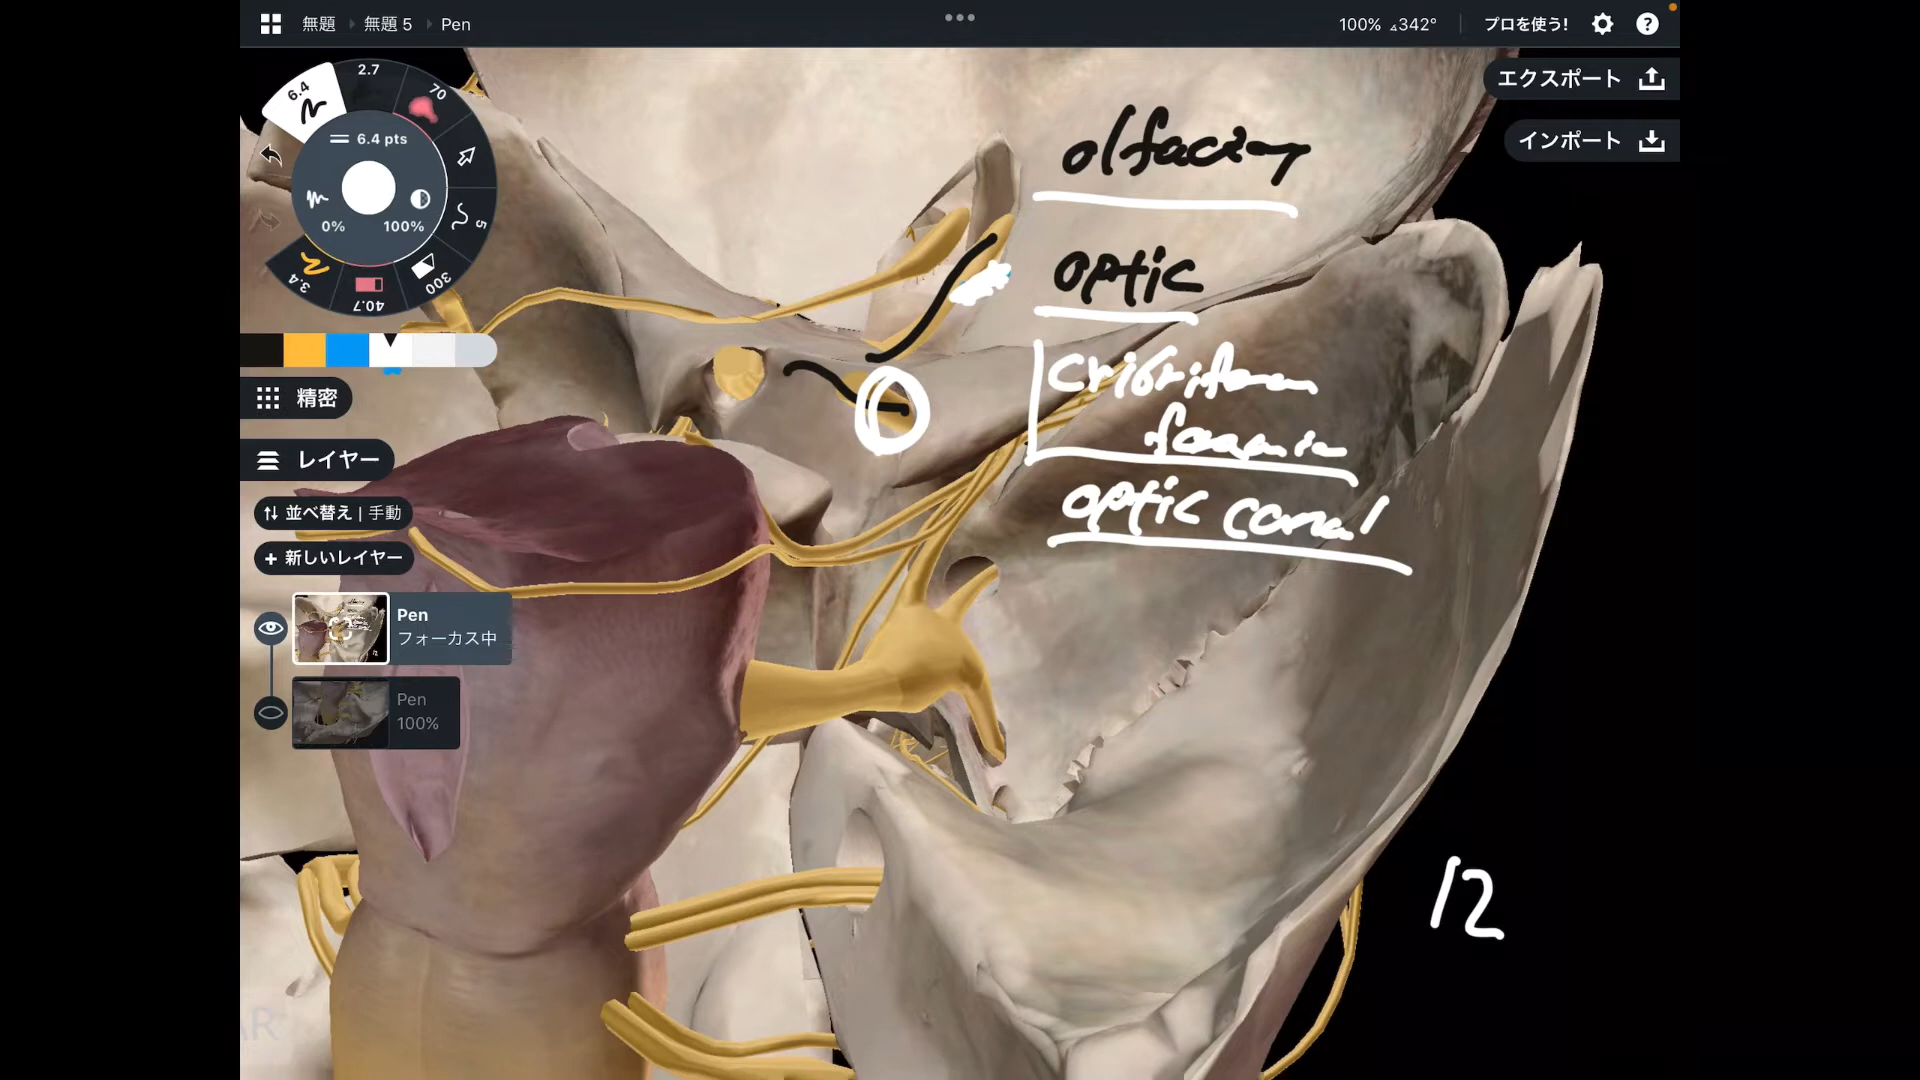 無題 無題 5 Pen
100% ⊿342° プロを使う!
エクスポート
インポート
2.7
6.4
70
6.4 pts
0% 100%
5
3.4
40.7
300
精密
レイヤー
並べ替え | 手動
+ 新しいレイヤー
Pen
フォーカス中
Pen
100%
olfactory
optic
cribriform
foramin
optic canal
12
AR